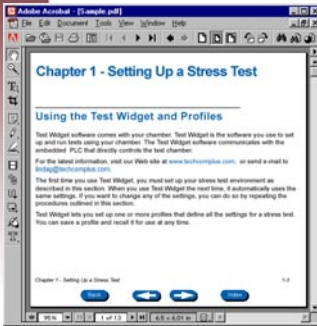 Adobe Acrobat - [Sample.pdf]
File Edit Document Tools View Window Help
Chapter 1 - Setting Up a Stress Test
Using the Test Widget and Profiles
Test Widget software comes with your chamber. Test Widget is the software you use to set
up and run tests using your chamber. The Test Widget software communicates with the
embedded PLC that directly controls the test chamber.
For the latest information, visit our Web site at www.techcomplus.com, or send e-mail to
lindag@techcomplus.com.
The first time you use Test Widget, you must set up your stress test environment as
described in this section. When you use Test Widget the next time, it automatically uses the
same settings. If you want to change any of the settings, you can do so by repeating the
procedures outlined in this section.
Test Widget lets you set up one or more profiles that define all the settings for a stress test.
You can save a profile and recall it for use at any time.
Chapter 1 - Setting Up a Stress Test 1-3
Back Index
95% 1 of 13 6.5 x 6.01 in